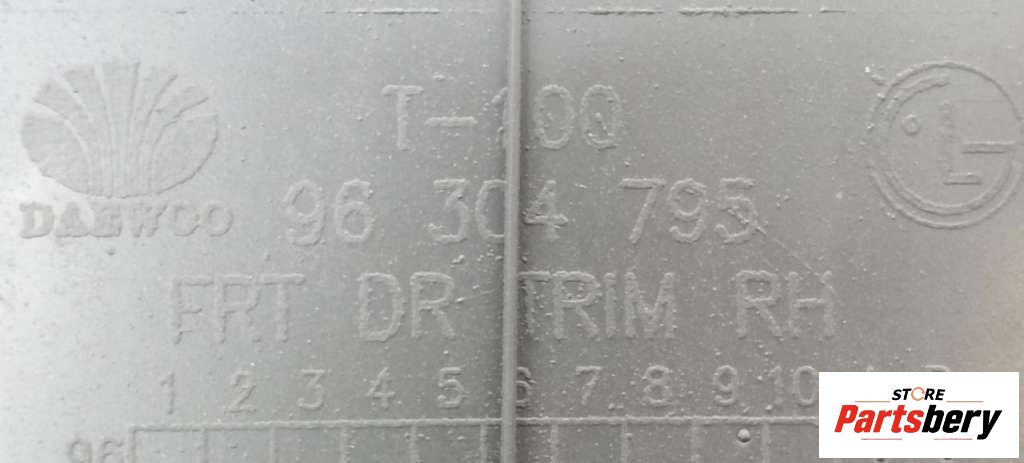 T-100
DAEWOO 96 304 795
FRT DR TRIM RH
1 2 3 4 5 6 7 8 9 10
96
STORE
Partsbery